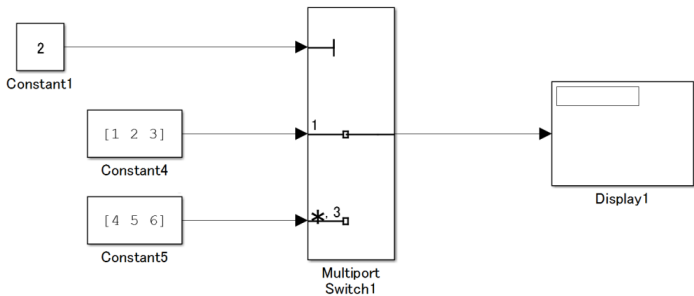 2
Constant1
[1 2 3]
Constant4
[4 5 6]
Constant5
1
*, 3
Multiport
Switch1
Display1